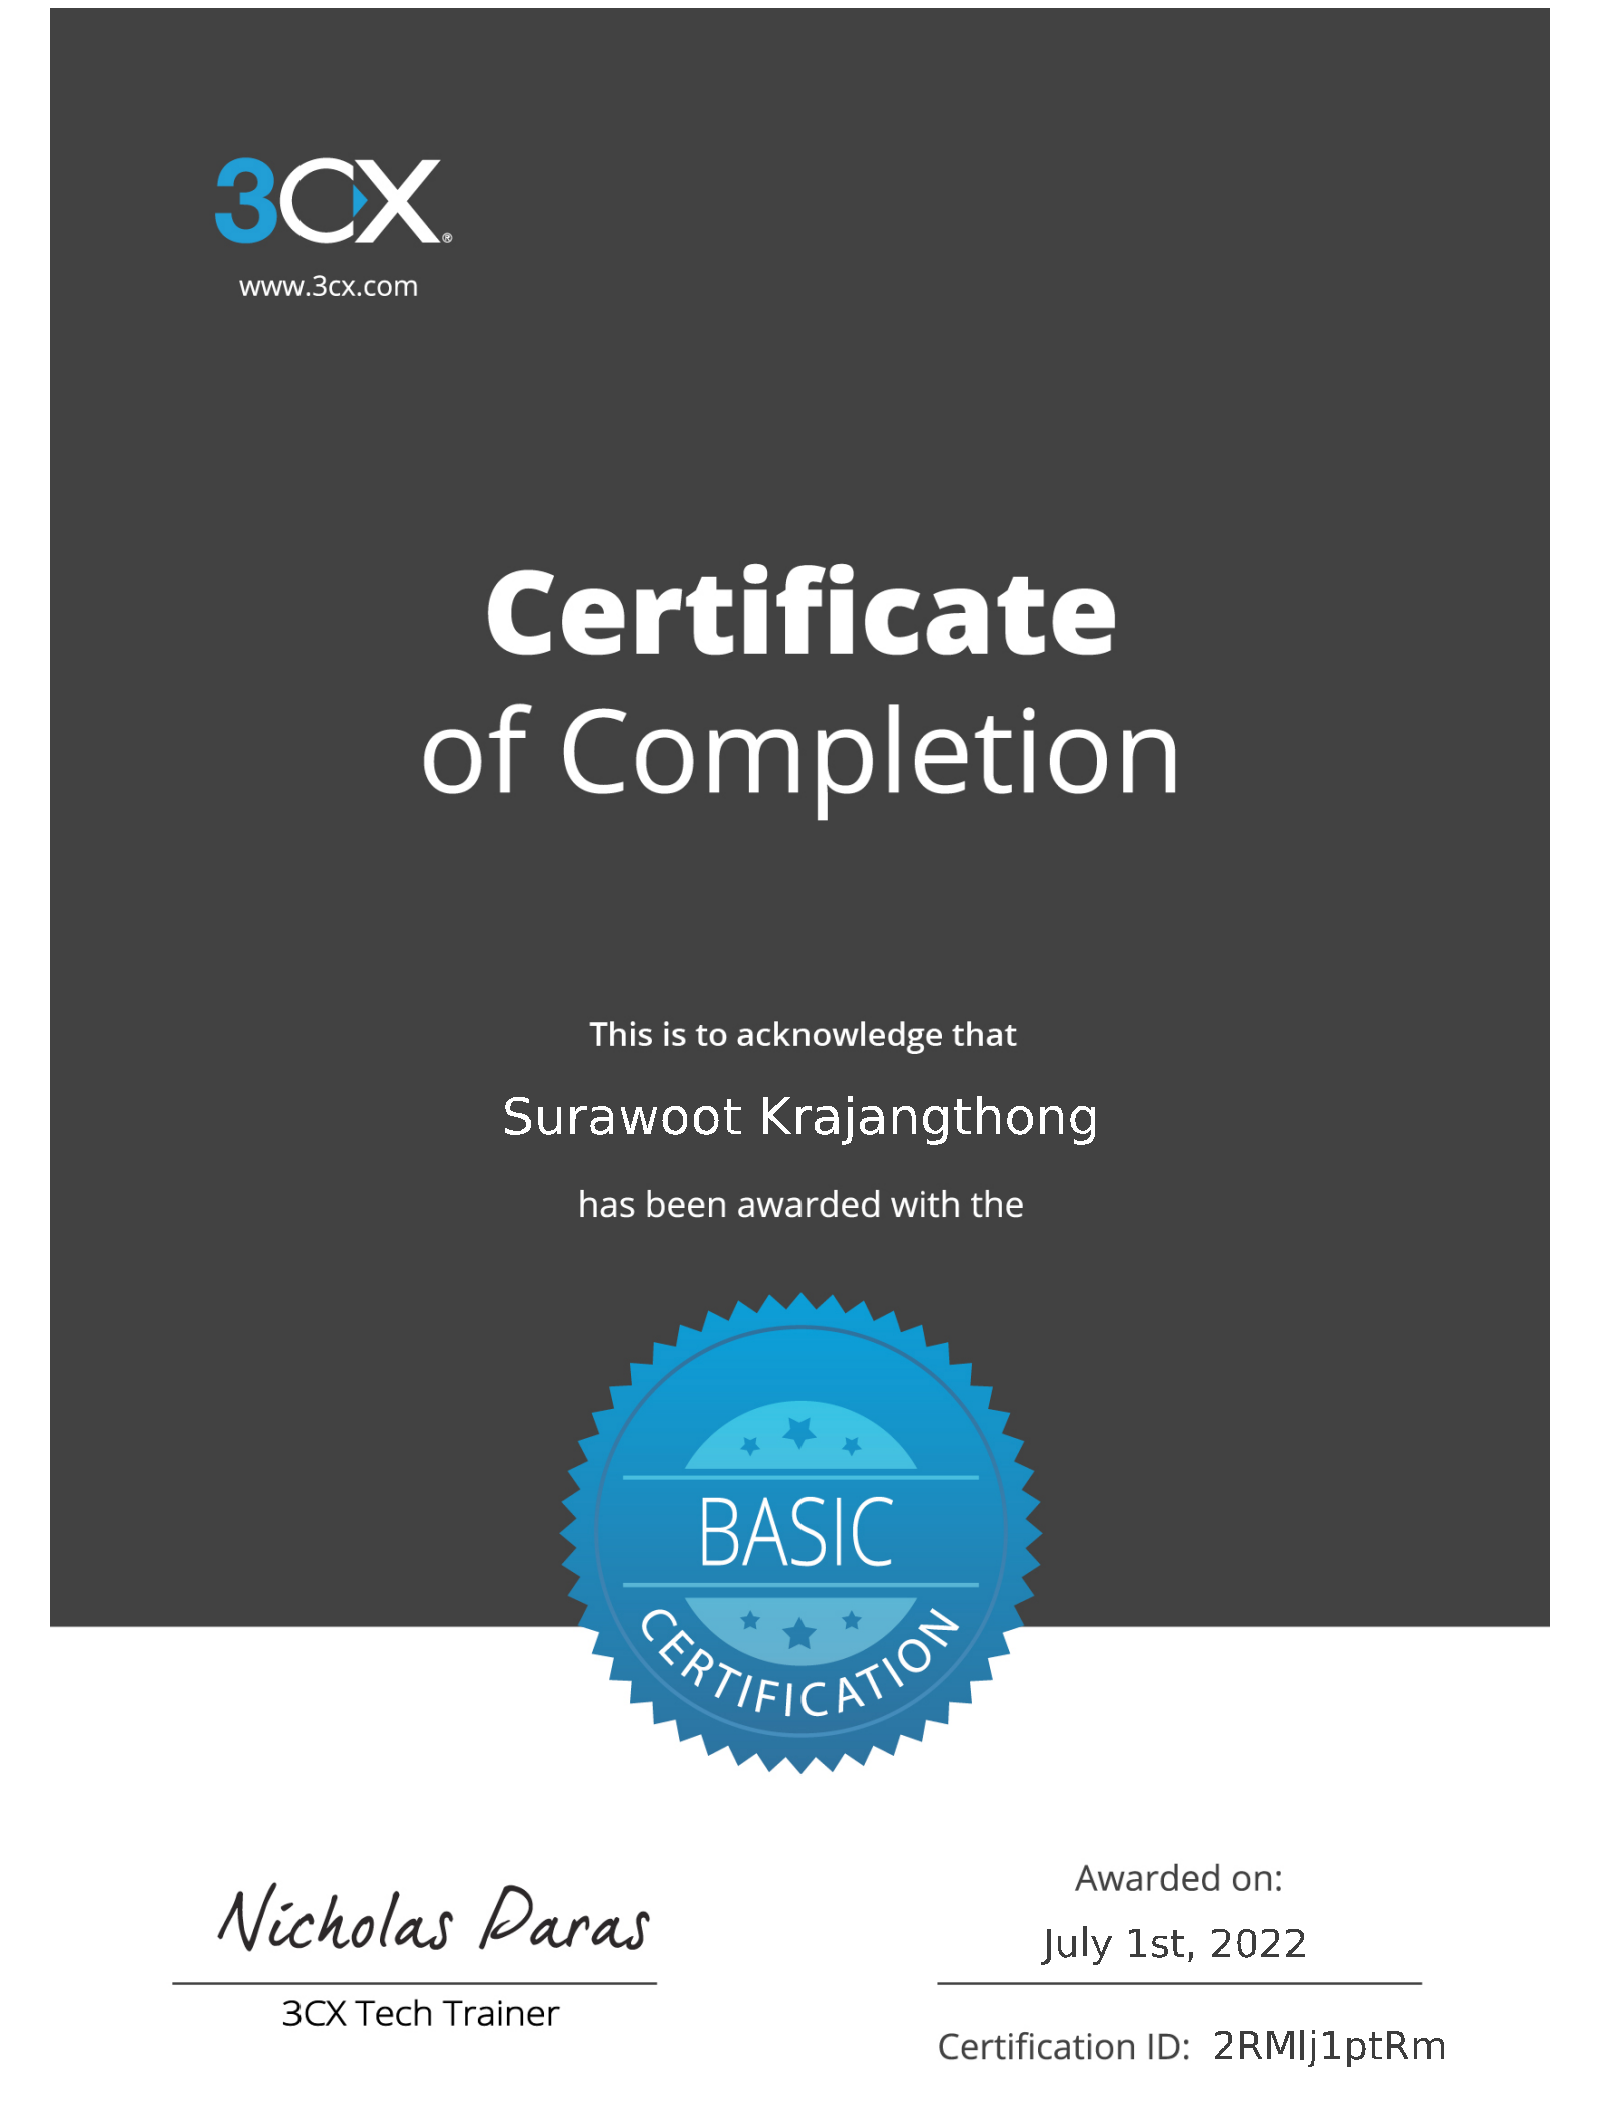 3CX®
www.3cx.com
Certificate
of Completion
This is to acknowledge that
Surawoot Krajangthong
has been awarded with the
BASIC
CERTIFICATION
Nicholas Paras
3CX Tech Trainer
Awarded on:
July 1st, 2022
Certification ID: 2RMlj1ptRm